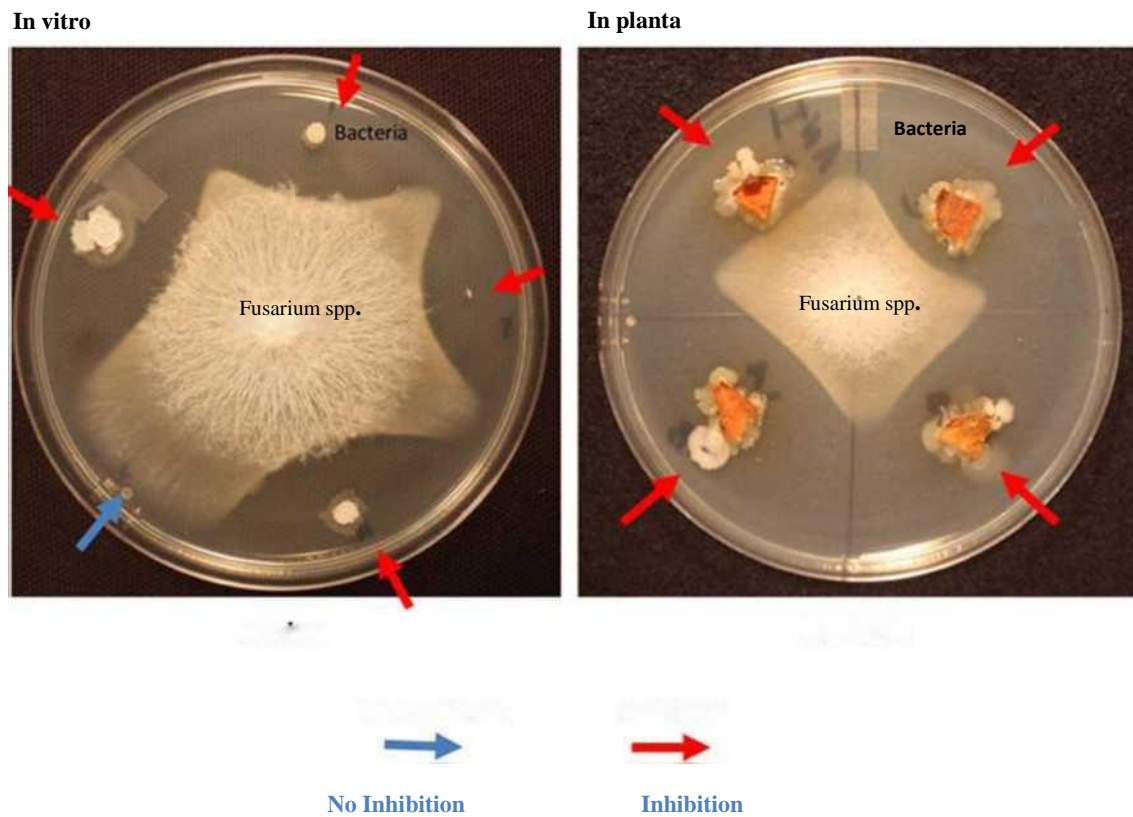 In vitro
In planta
Bacteria
Bacteria
Fusarium spp.
Fusarium spp.
No Inhibition
Inhibition